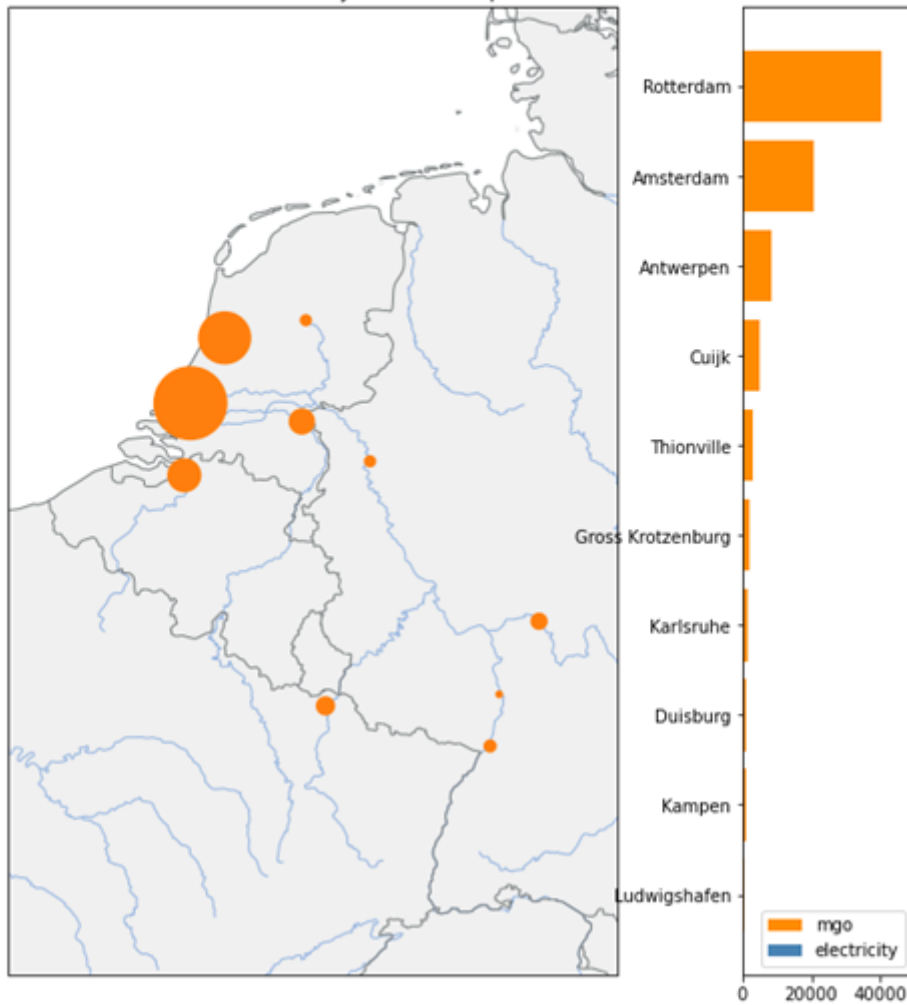 Rotterdam
Amsterdam
Antwerpen
Cuijk
Thionville
Gross Krotzenburg
Karlsruhe
Duisburg
Kampen
Ludwigshafen
mgo
electricity
0 20000 40000